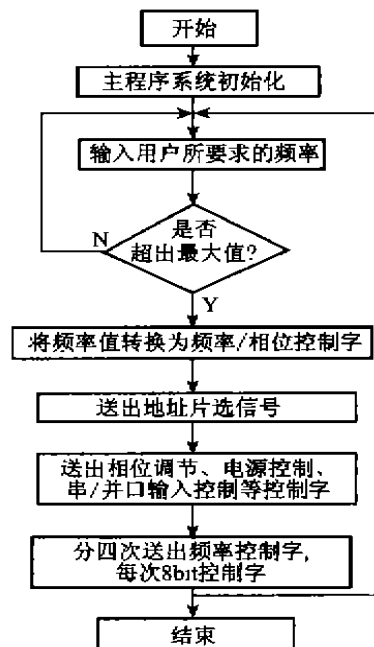 开始
主程序系统初始化
输入用户所要求的频率
是否
超出最大值?
N
Y
将频率值转换为频率/相位控制字
送出地址片选信号
送出相位调节、电源控制、
串/并口输入控制等控制字
分四次送出频率控制字,
每次8bit控制字
结束